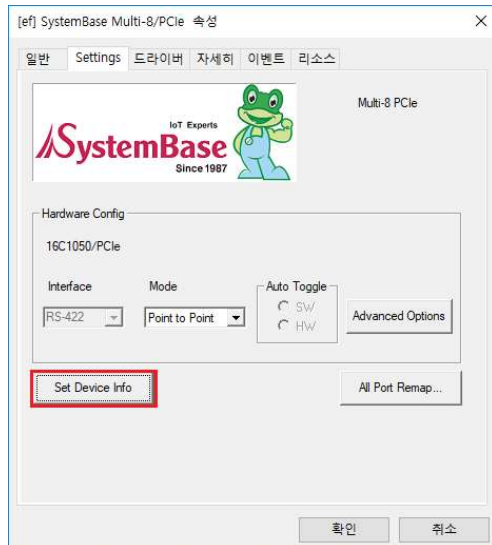 [ef] SystemBase Multi-8/PCIe 속성
일반 Settings 드라이버 자세히 이벤트 리소스
IoT Experts
SystemBase
Since 1987
Multi-8 PCIe
Hardware Config
16C1050/PCIe
Interface Mode Auto Toggle
RS-422 Point to Point SW
HW
Advanced Options
Set Device Info All Port Remap...
확인 취소